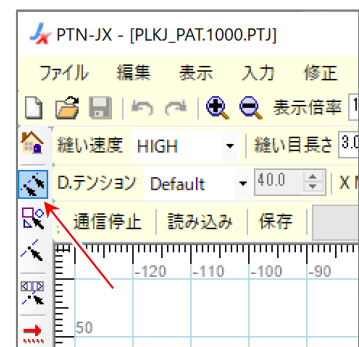 PTN-JX - [PLKJ_PAT.1000.PTJ]
ファイル 編集 表示 入力 修正
表示倍率 1
縫い速度 HIGH 縫い目長さ 3.0
D.テンション Default 40.0 X
通信停止 読み込み 保存
-120 -110 -100 -90
50